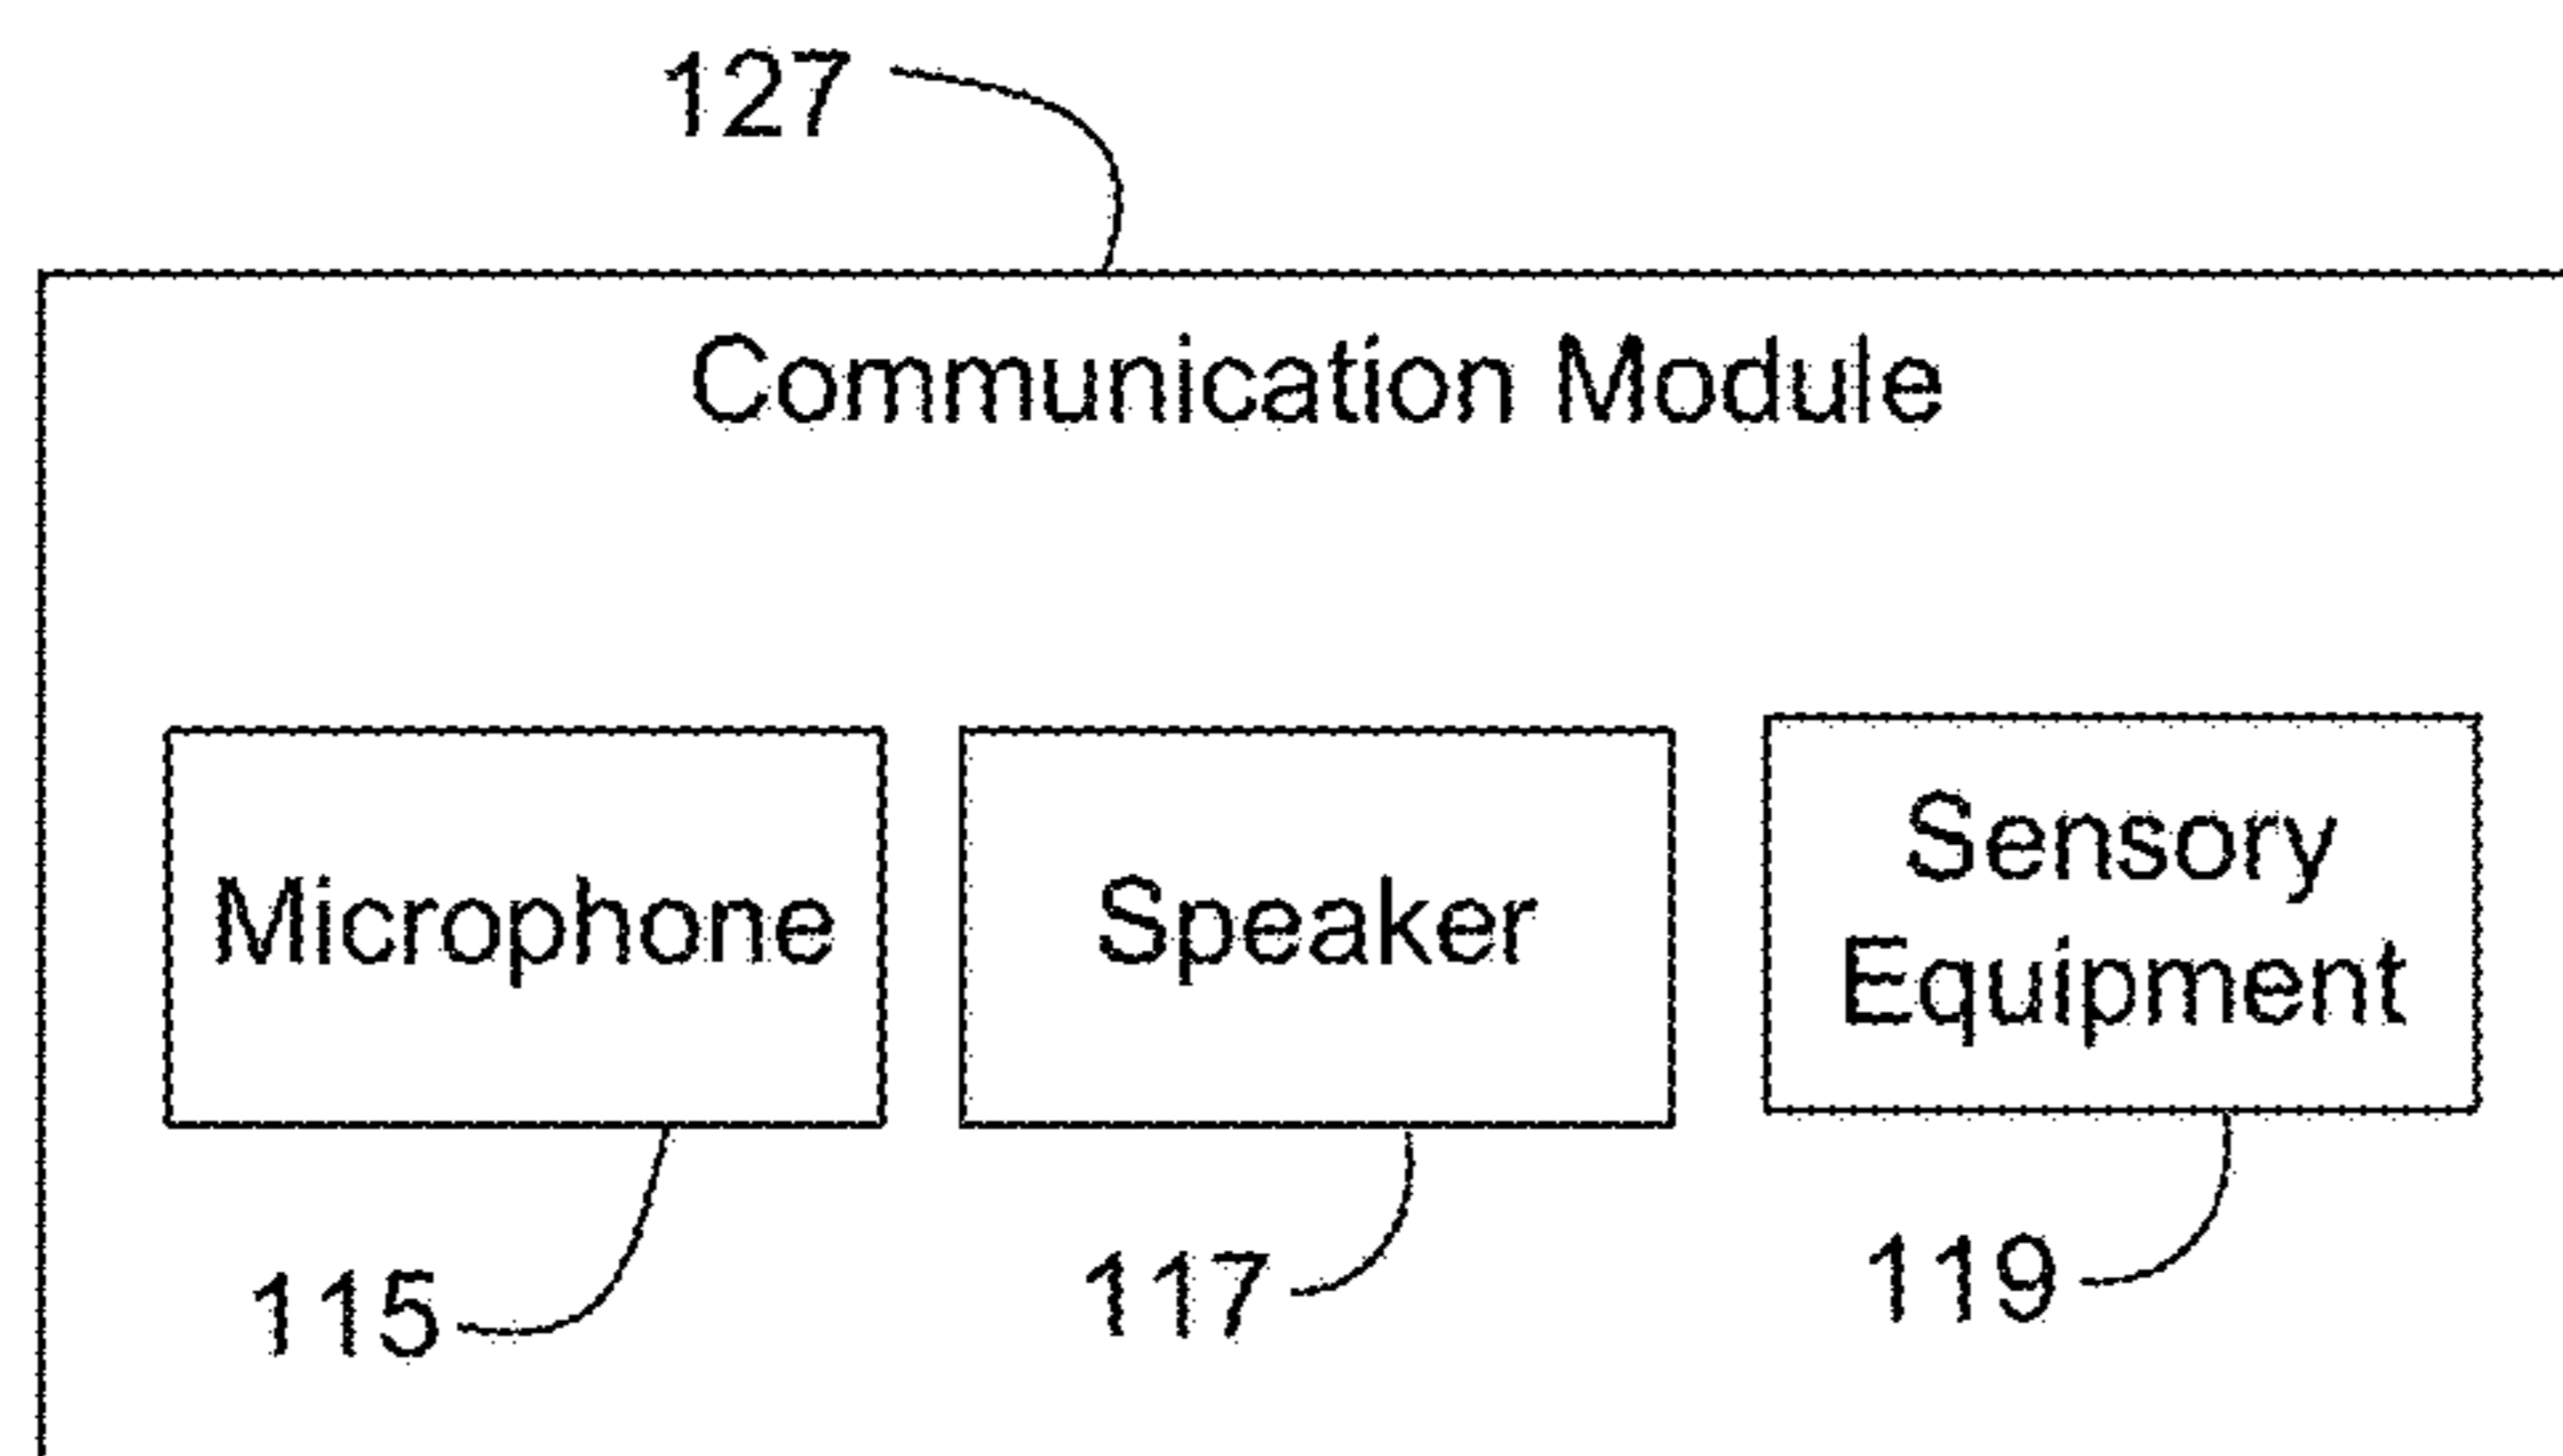 127
Communication Module
Microphone
Speaker
Sensory
Equipment
115
117
119